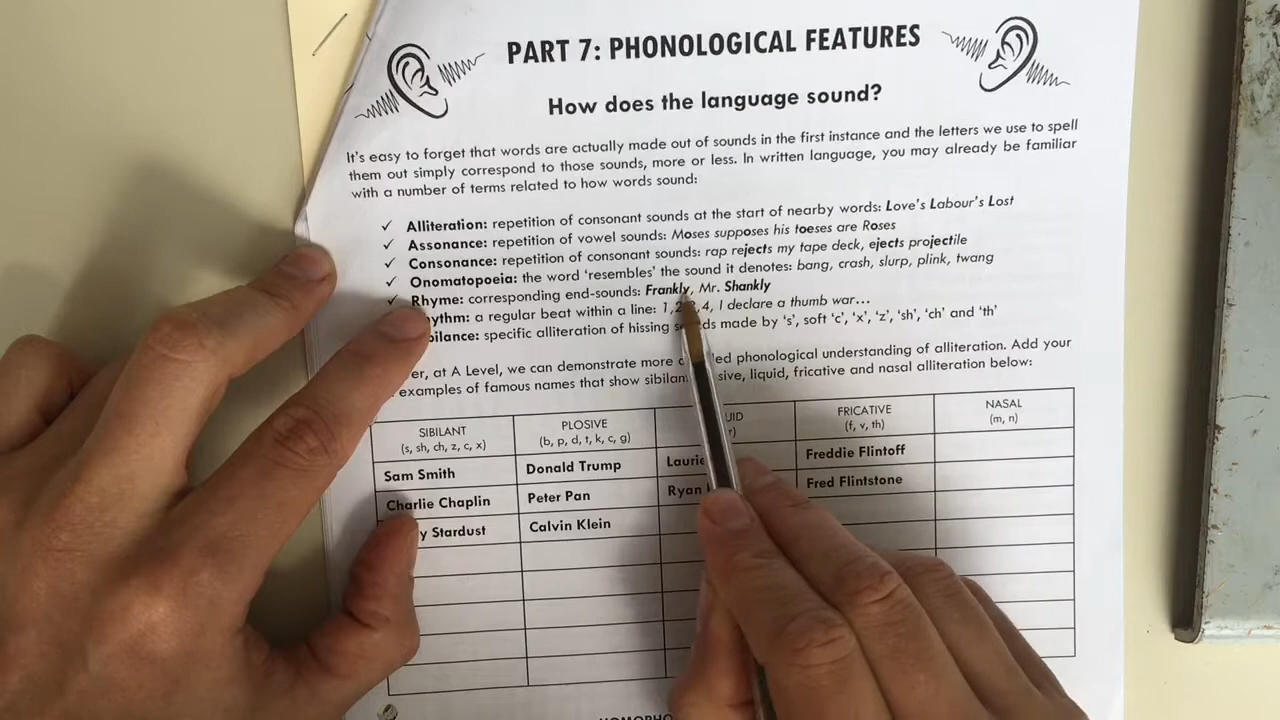 PART 7: PHONOLOGICAL FEATURES
How does the language sound?
It's easy to forget that words are actually made out of sounds in the first instance and the letters we use to spell
them out simply correspond to those sounds, more or less. In written language, you may already be familiar
with a number of terms related to how words sound:
✓ Alliteration: repetition of consonant sounds at the start of nearby words: Love's Labour's Lost
✓ Assonance: repetition of vowel sounds: Moses supposes his toeses are Roses
✓ Consonance: repetition of consonant sounds: rap rejects my tape deck, ejects projectile
✓ Onomatopoeia: the word 'resembles' the sound it denotes: bang, crash, slurp, plink, twang
✓ Rhyme: corresponding end-sounds: Frankly, Mr. Shankly
a regular beat within a line: 1,2 4, I declare a thumb war...
specific alliteration of hissing made by 's', soft 'c', 'x', 'z', 'sh', 'ch' and 'th'
at A Level, we can demonstrate more phonological understanding of alliteration. Add your
examples of famous names that show liquid, fricative and nasal alliteration below:
SIBILANT PLOSIVE FRICATIVE NASAL
(s, sh, ch, z, c, x) (b, p, d, t, k, c, g) (f, v, th) (m, n)
Sam Smith Donald Trump Freddie Flintoff
Charlie Chaplin Peter Pan Ryan Fred Flintstone
Stardust Calvin Klein